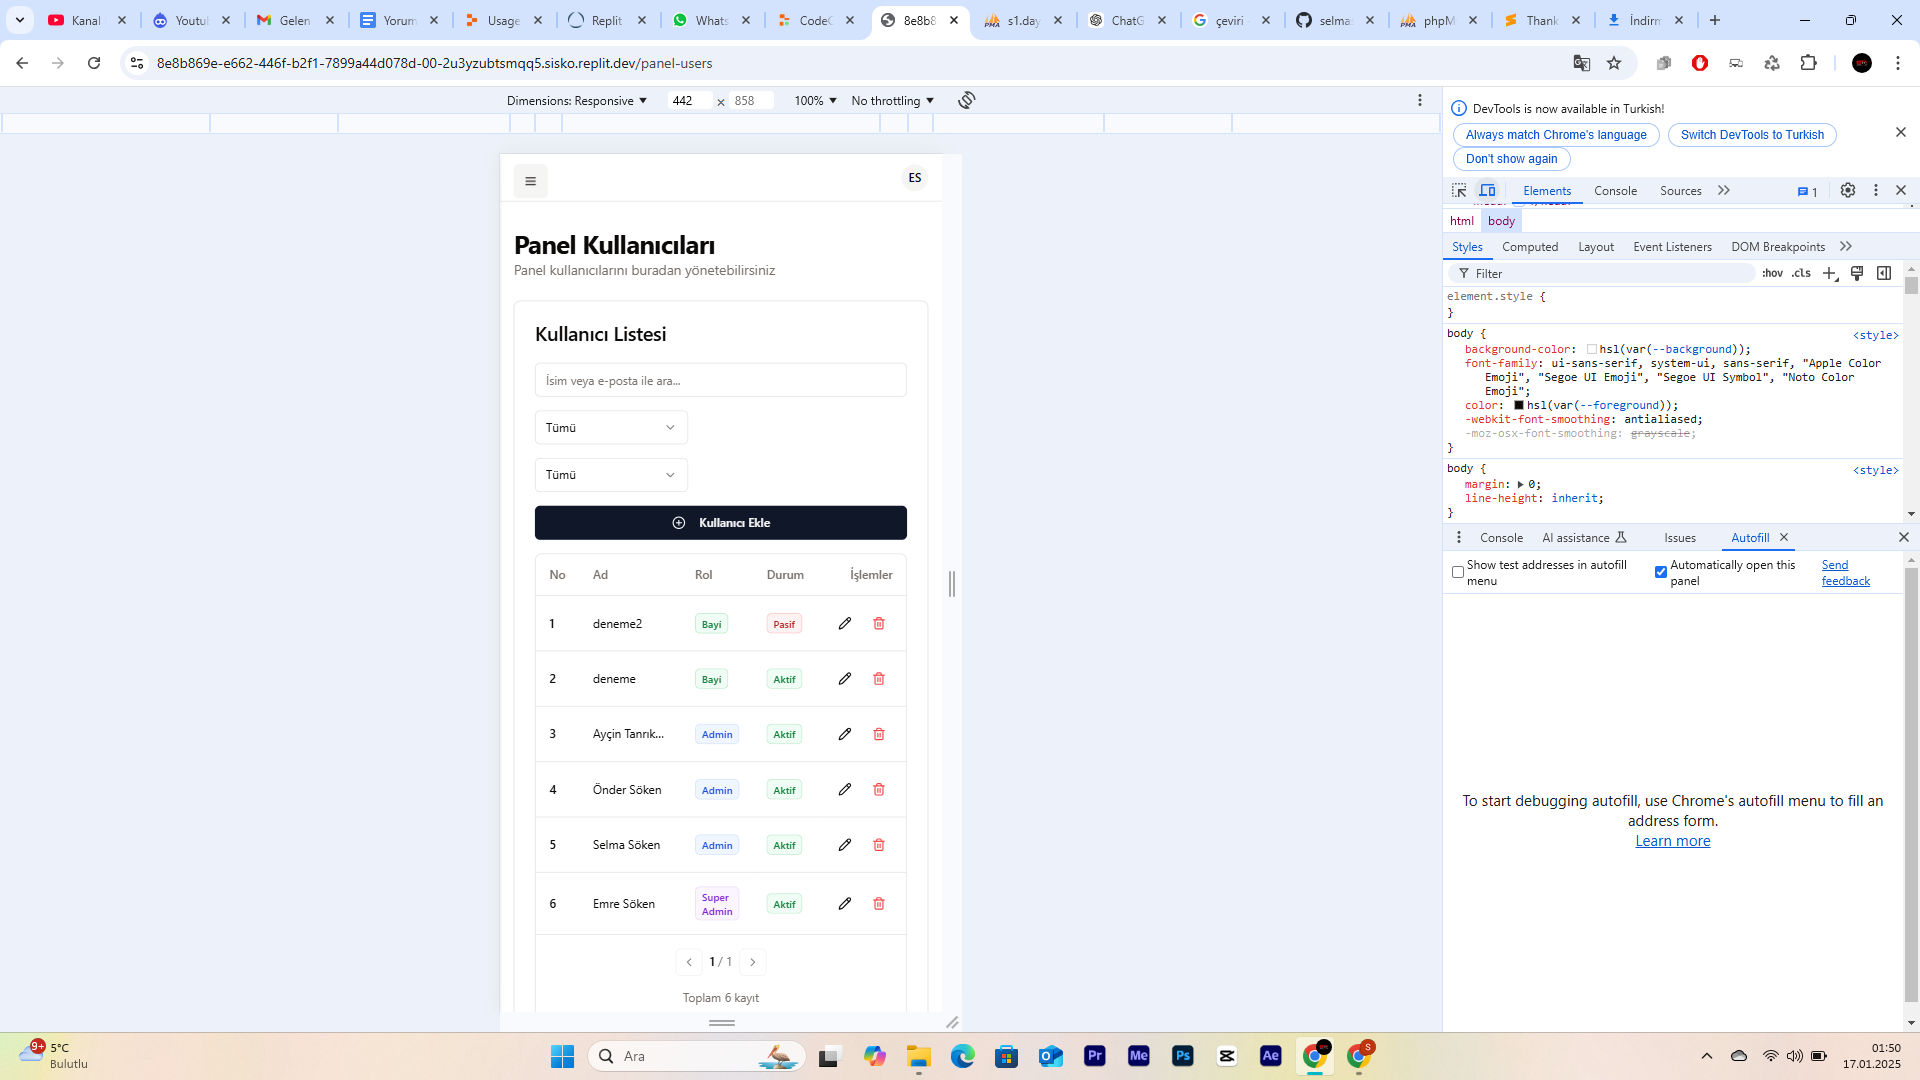 Kanal
Youtu
Gelen
Yorum
Usage
Replit
Whats
CodeC
8e8b8
s1.day
ChatG
çeviri
selma
phpM
Thank
İndirm
8e8b869e-e662-446f-b2f1-7899a44d078d-00-2u3yzubtsmqq5.sisko.replit.dev/panel-users
Dimensions: Responsive 442 × 858 100% No throttling
ES
Panel Kullanıcıları
Panel kullanıcılarını buradan yönetebilirsiniz
Kullanıcı Listesi
İsim veya e-posta ile ara...
Tümü
Tümü
Kullanıcı Ekle
No Ad Rol Durum İşlemler
1 deneme2 Bayi Pasif
2 deneme Bayi Aktif
3 Ayçin Tanrık... Admin Aktif
4 Önder Söken Admin Aktif
5 Selma Söken Admin Aktif
6 Emre Söken Super Admin Aktif
1 / 1
Toplam 6 kayıt
DevTools is now available in Turkish!
Always match Chrome's language
Switch DevTools to Turkish
Don't show again
Elements Console Sources 1
html body
Styles Computed Layout Event Listeners DOM Breakpoints
Filter :hov .cls
element.style {
}
body { <style>
background-color: hsl(var(--background));
font-family: ui-sans-serif, system-ui, sans-serif, "Apple Color
Emoji", "Segoe UI Emoji", "Segoe UI Symbol", "Noto Color
Emoji";
color: hsl(var(--foreground));
-webkit-font-smoothing: antialiased;
-moz-osx-font-smoothing: grayscale;
}
body { <style>
margin: 0;
line-height: inherit;
}
Console AI assistance Issues Autofill
Show test addresses in autofill
menu
Automatically open this
panel
Send
feedback
To start debugging autofill, use Chrome's autofill menu to fill an
address form.
Learn more
9+
5°C
Bulutlu
Ara
Pr
Me
Ps
Ae
S
01:50
17.01.2025